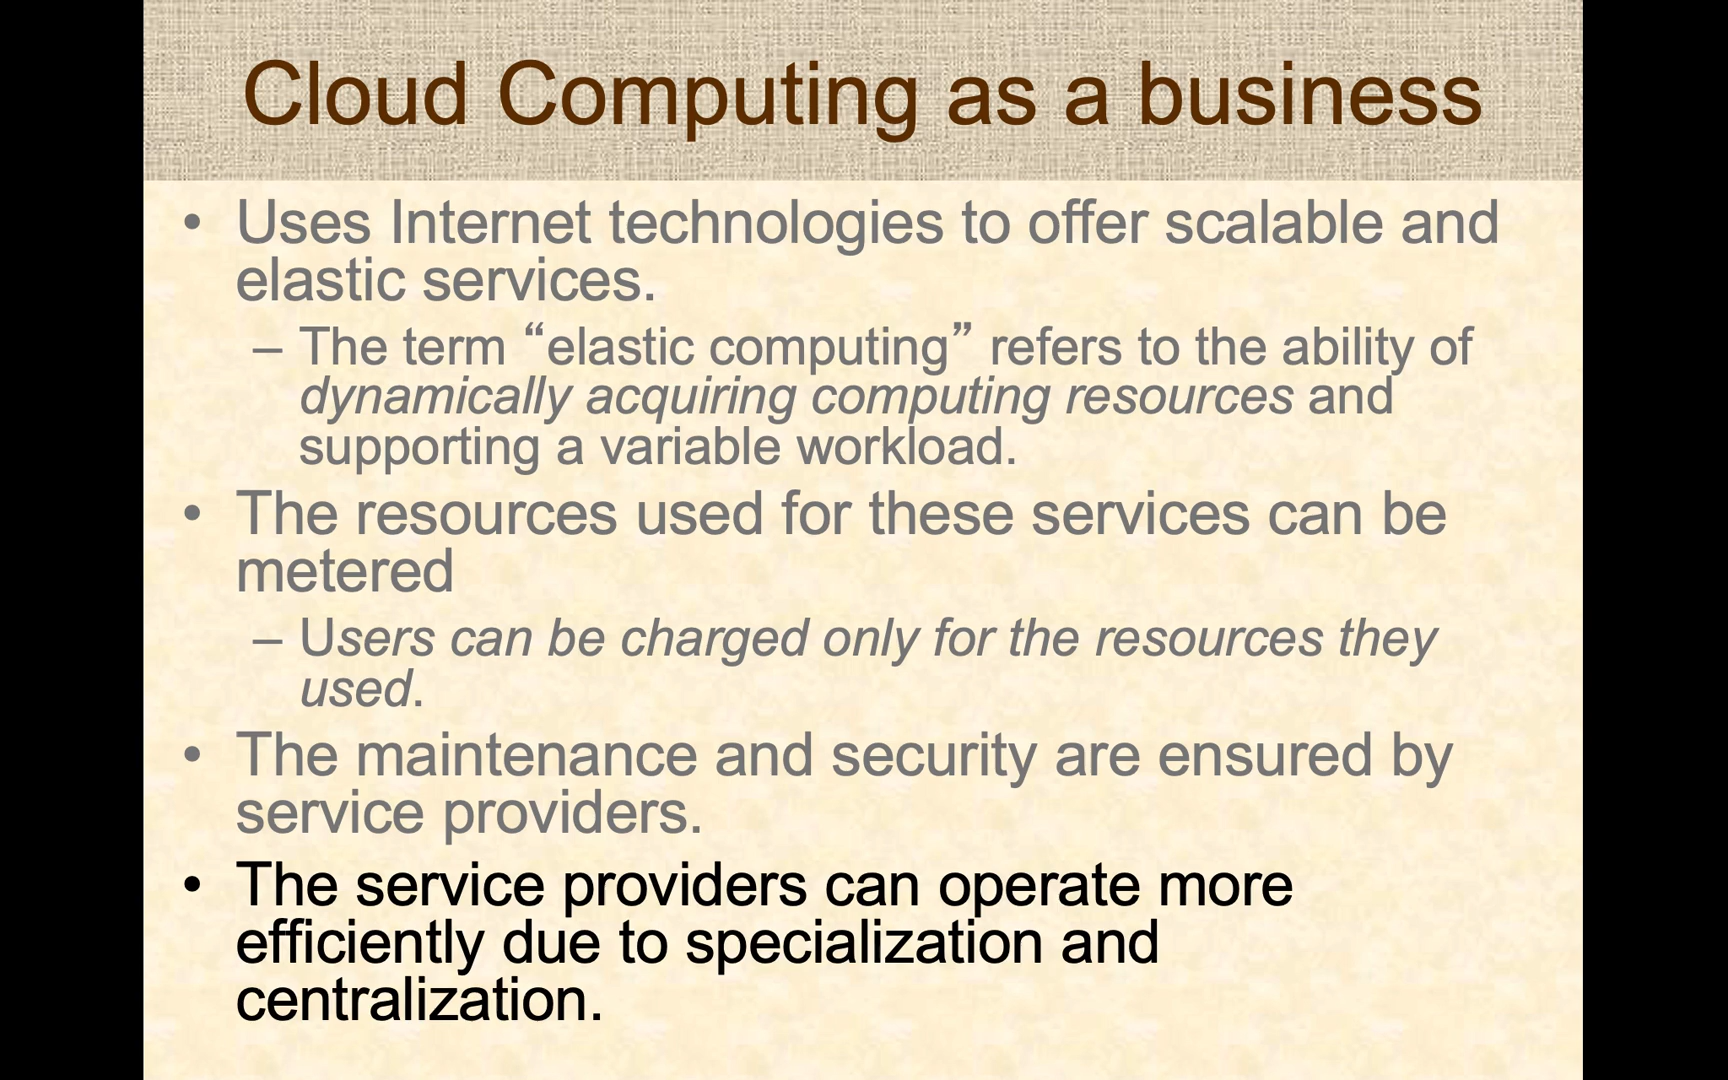 Cloud Computing as a business
• Uses Internet technologies to offer scalable and
elastic services.
– The term “elastic computing” refers to the ability of
dynamically acquiring computing resources and
supporting a variable workload.
• The resources used for these services can be
metered
– Users can be charged only for the resources they
used.
• The maintenance and security are ensured by
service providers.
• The service providers can operate more
efficiently due to specialization and
centralization.